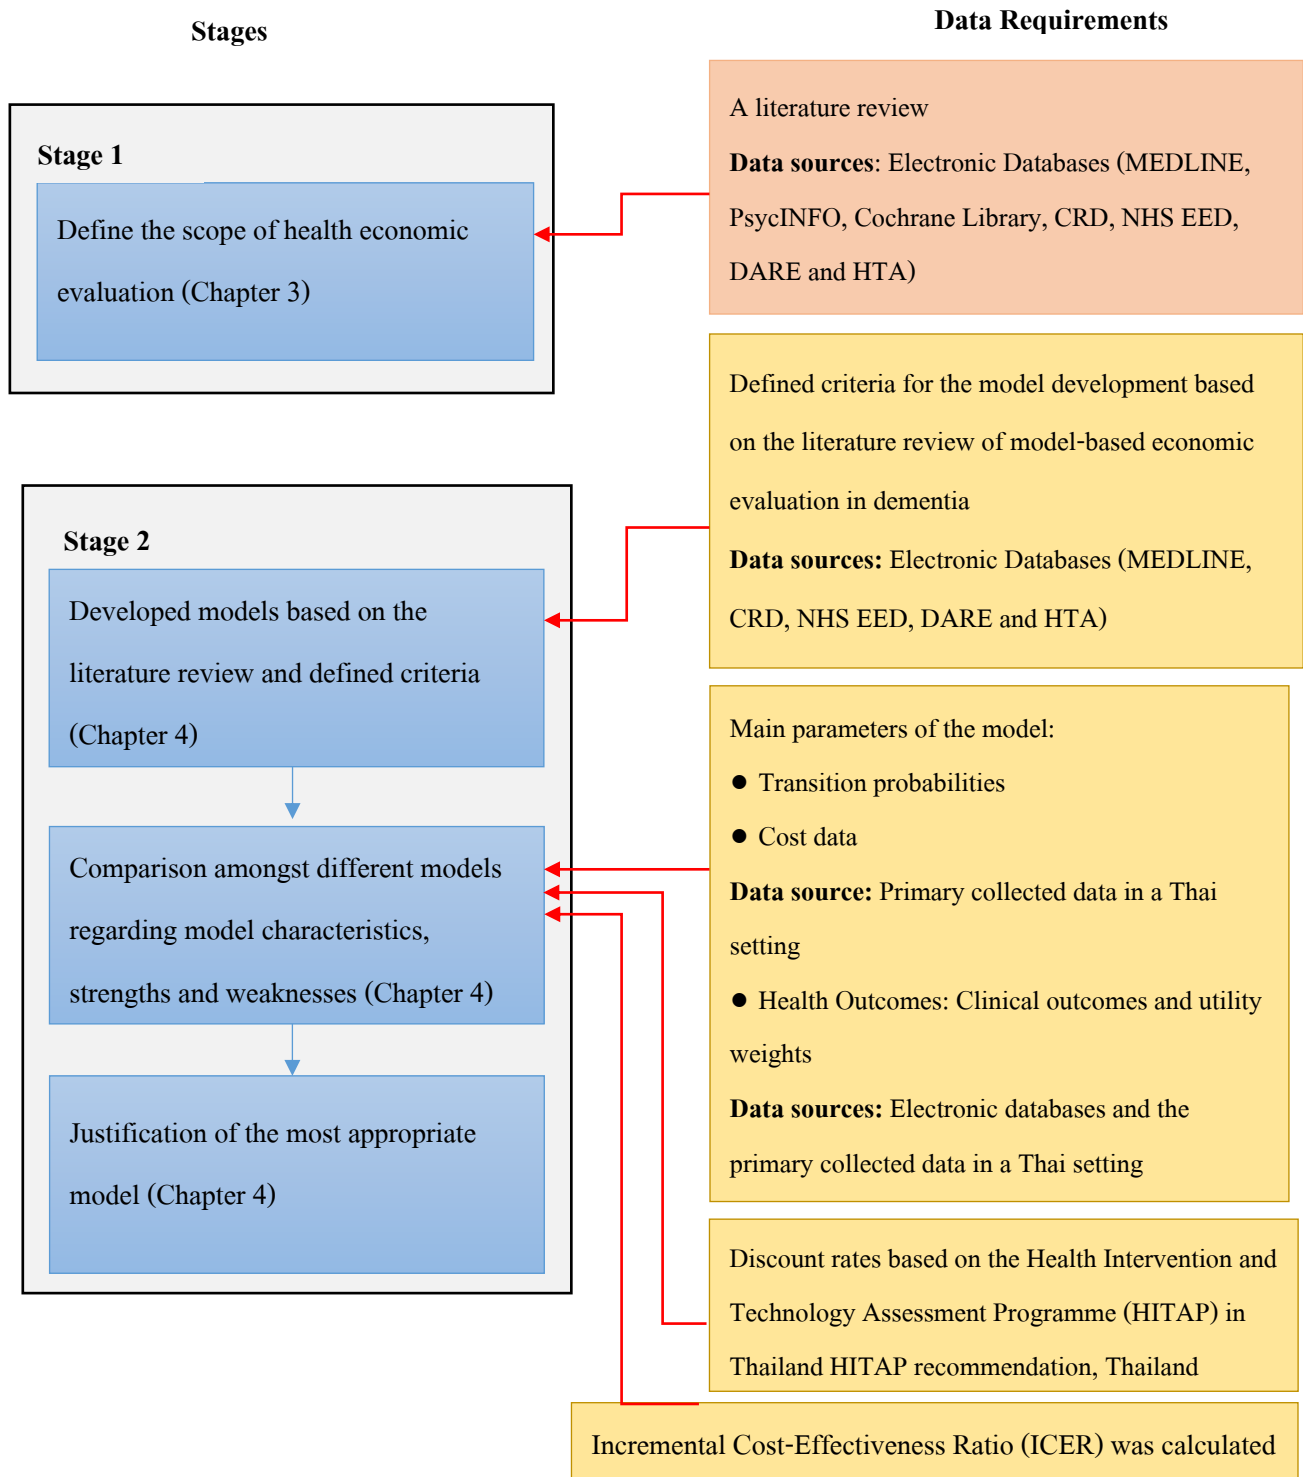 Stages
Data Requirements
Stage 1
Define the scope of health economic
evaluation (Chapter 3)
A literature review
Data sources: Electronic Databases (MEDLINE,
PsycINFO, Cochrane Library, CRD, NHS EED,
DARE and HTA)
Defined criteria for the model development based
on the literature review of model-based economic
evaluation in dementia
Data sources: Electronic Databases (MEDLINE,
CRD, NHS EED, DARE and HTA)
Stage 2
Developed models based on the
literature review and defined criteria
(Chapter 4)
Comparison amongst different models
regarding model characteristics,
strengths and weaknesses (Chapter 4)
Justification of the most appropriate
model (Chapter 4)
Main parameters of the model:
● Transition probabilities
● Cost data
Data source: Primary collected data in a Thai
setting
● Health Outcomes: Clinical outcomes and utility
weights
Data sources: Electronic databases and the
primary collected data in a Thai setting
Discount rates based on the Health Intervention and
Technology Assessment Programme (HITAP) in
Thailand HITAP recommendation, Thailand
Incremental Cost-Effectiveness Ratio (ICER) was calculated